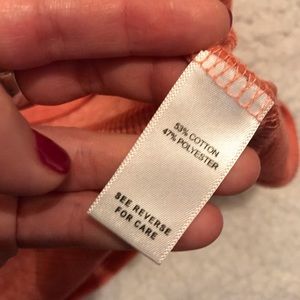 53% COTTON
47% POLYESTER
SEE REVERSE
FOR CARE